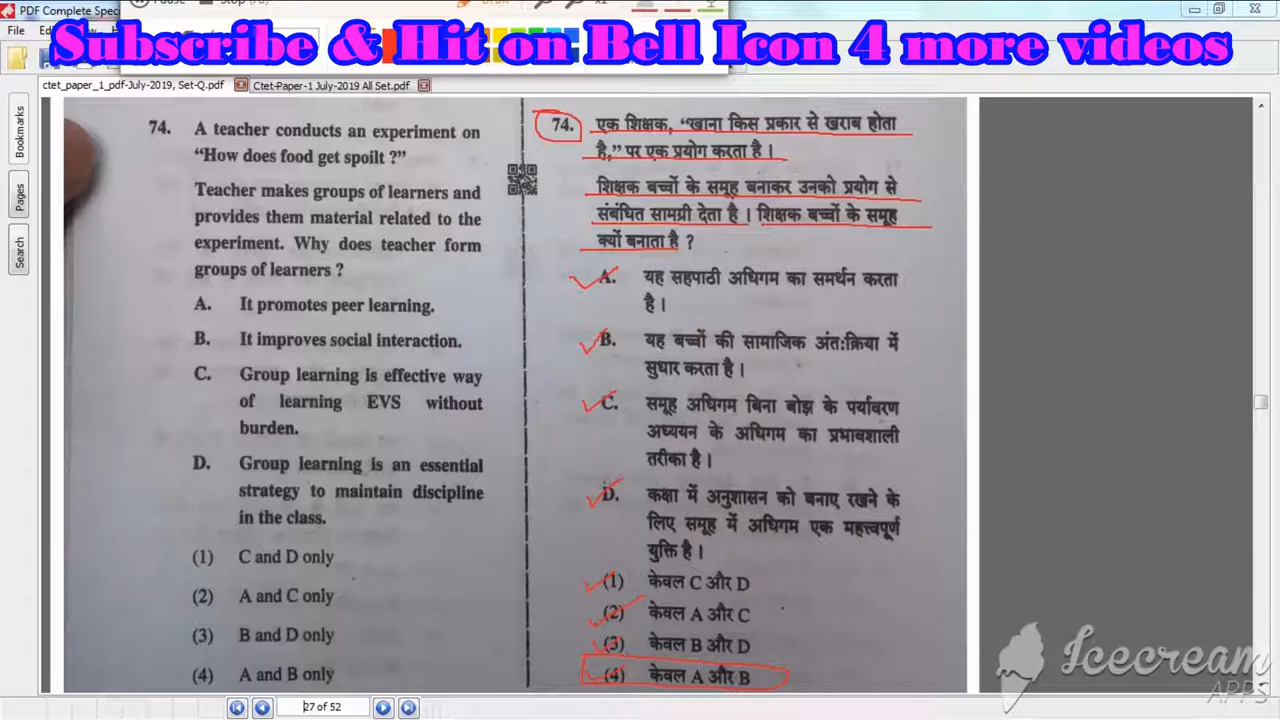 PDF Complete Spec
Subscribe & Hit on Bell Icon 4 more videos
File
ctet_paper_1_pdf-July-2019, Set-Q.pdf
Ctet-Paper-1 July-2019 All Set.pdf
Bookmarks
Pages
Search
74. A teacher conducts an experiment on
"How does food get spoilt ?"
Teacher makes groups of learners and
provides them material related to the
experiment. Why does teacher form
groups of learners ?
A. It promotes peer learning.
B. It improves social interaction.
C. Group learning is effective way
of learning EVS without
burden.
D. Group learning is an essential
strategy to maintain discipline
in the class.
(1) C and D only
(2) A and C only
(3) B and D only
(4) A and B only
74. एक शिक्षक, "खाना किस प्रकार से खराब होता
है," पर एक प्रयोग करता है ।
शिक्षक बच्चों के समूह बनाकर उनको प्रयोग से
संबंधित सामग्री देता है । शिक्षक बच्चों के समूह
क्यों बनाता है ?
A. यह सहपाठी अधिगम का समर्थन करता
है ।
B. यह बच्चों की सामाजिक अंत:क्रिया में
सुधार करता है ।
C. समूह अधिगम बिना बोझ के पर्यावरण
अध्ययन के अधिगम का प्रभावशाली
तरीका है ।
D. कक्षा में अनुशासन को बनाए रखने के
लिए समूह में अधिगम एक महत्त्वपूर्ण
युक्ति है ।
(1) केवल C और D
(2) केवल A और C
(3) केवल B और D
(4) केवल A और B
Icecream
APPS
27 of 52